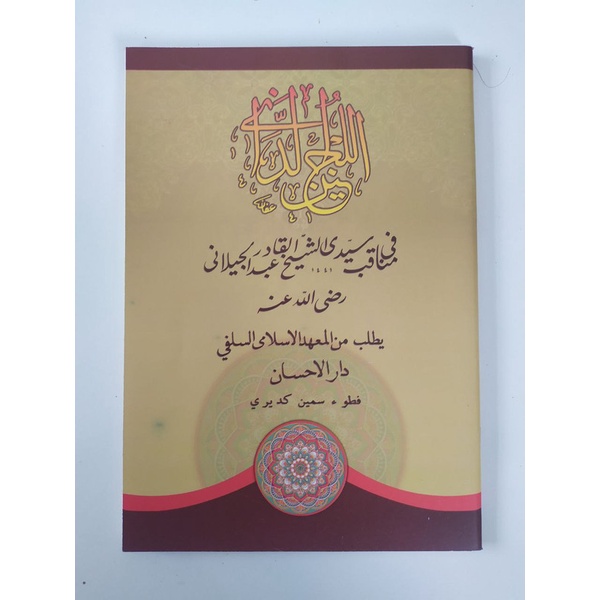 اللجين الداني
في مناقب سيدى الشيخ عبد القادر الجيلانى
١٤٤١
رضى الله عنه
يطلب من المعهد الاسلامى السلفي
دار الاحسان
فطوء سمين كديري